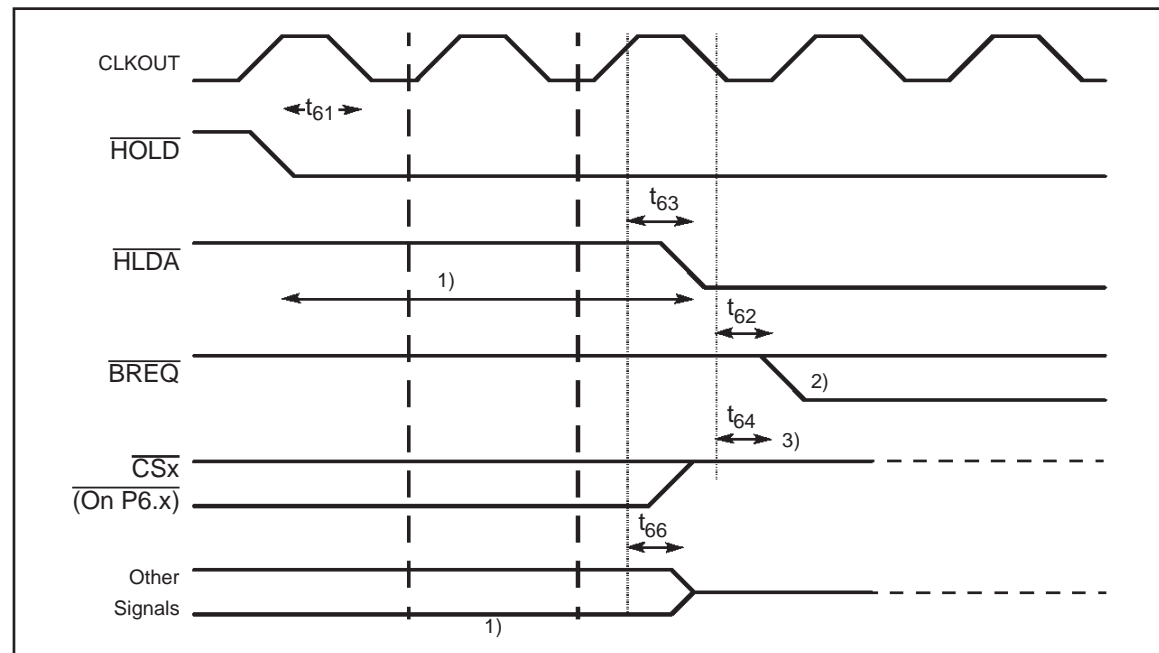 CLKOUT
t61
HOLD
t63
HLDA
1)
t62
BREQ
2)
t64
3)
CSx
(On P6.x)
t66
Other
Signals
1)